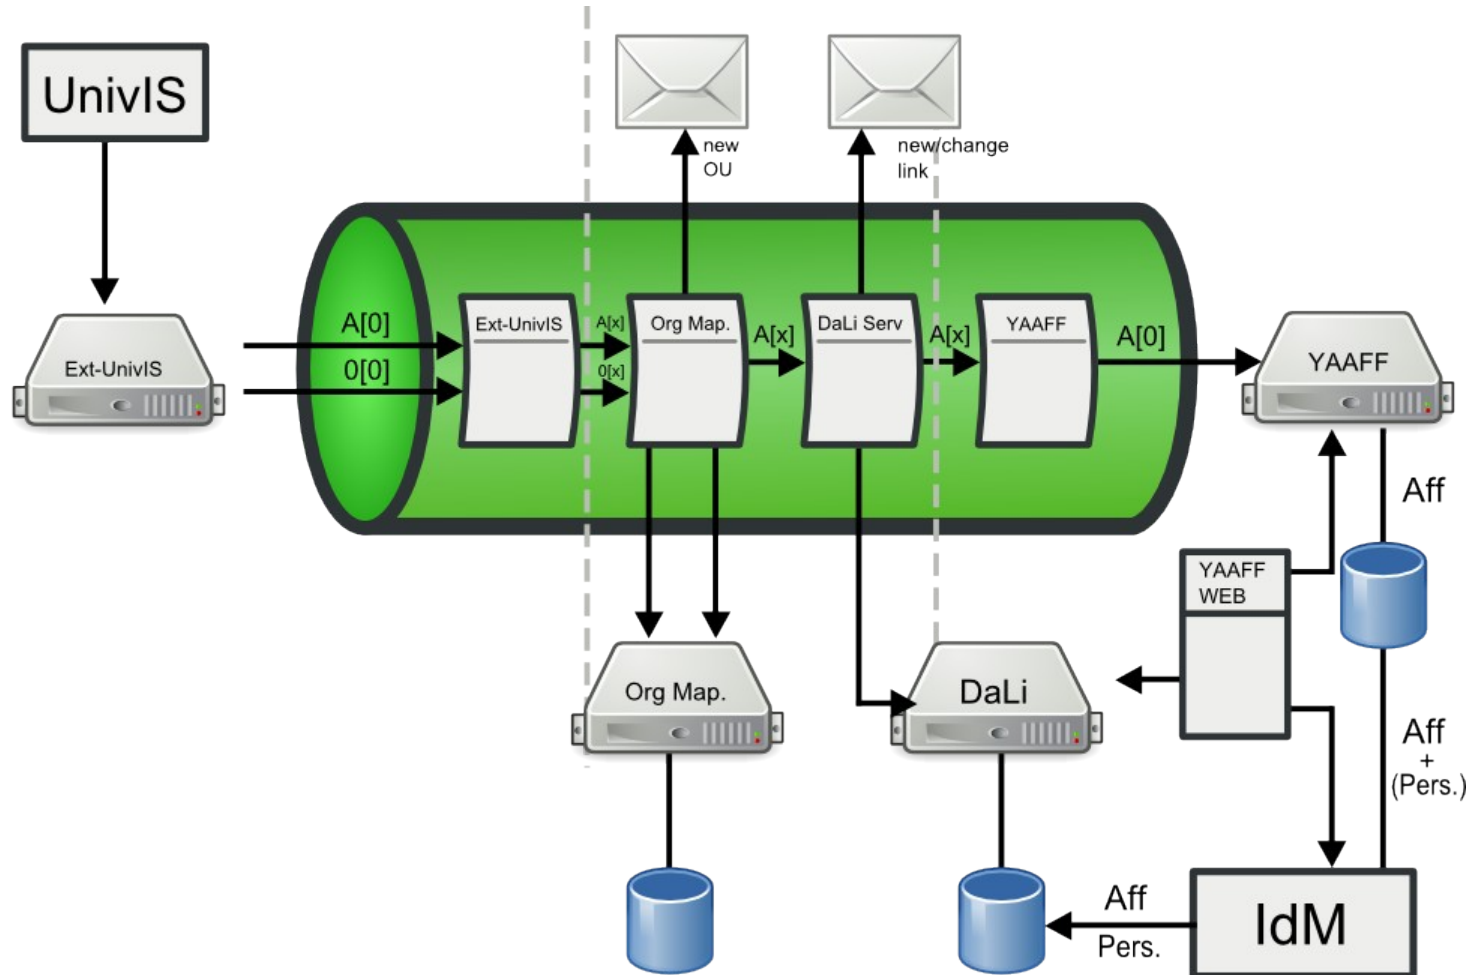 UnivIS
new
OU
new/change
link
Ext-UnivIS
A[0]
0[0]
Ext-UnivIS
A[x]
0[x]
Org Map.
A[x]
DaLi Serv
A[x]
YAAFF
A[0]
YAAFF
Aff
YAAFF
WEB
Org Map.
DaLi
Aff
+
(Pers.)
Aff
Pers.
IdM